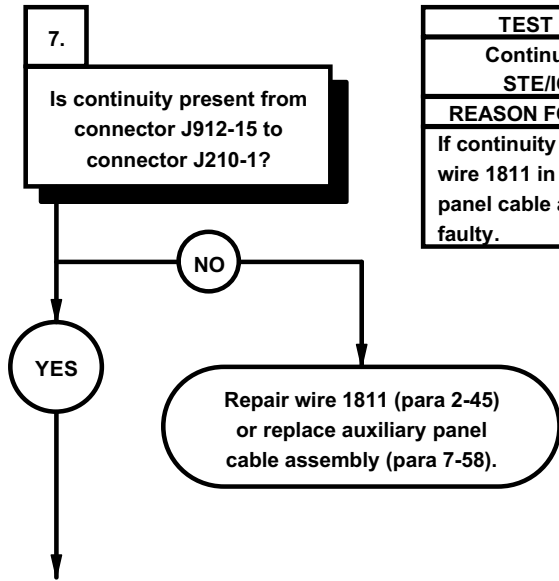 7.
Is continuity present from
connector J912-15 to
connector J210-1?
NO
YES
Repair wire 1811 (para 2-45)
or replace auxiliary panel
cable assembly (para 7-58).
TEST
Continu
STE/I
REASON FO
If continuity
wire 1811 in
panel cable a
faulty.